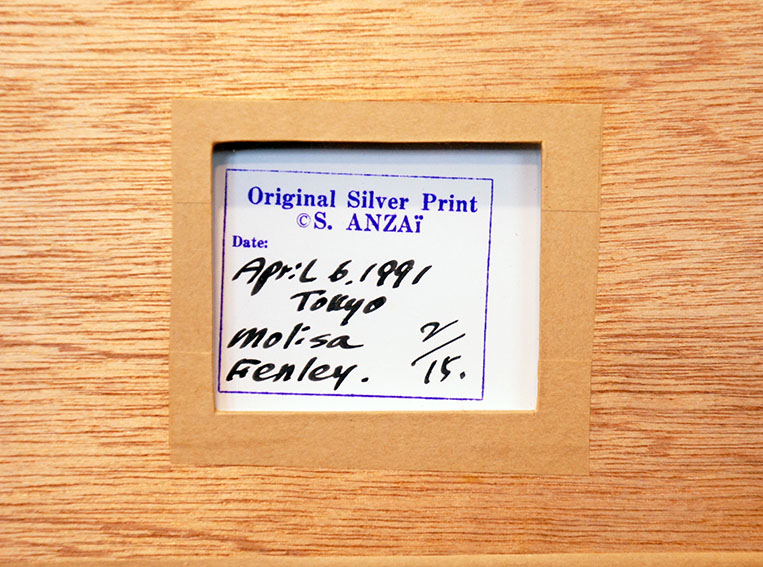 Original Silver Print
©S. ANZAÏ
Date:
April 6, 1991
Tokyo
Molisa 2/
Fenley. 15.